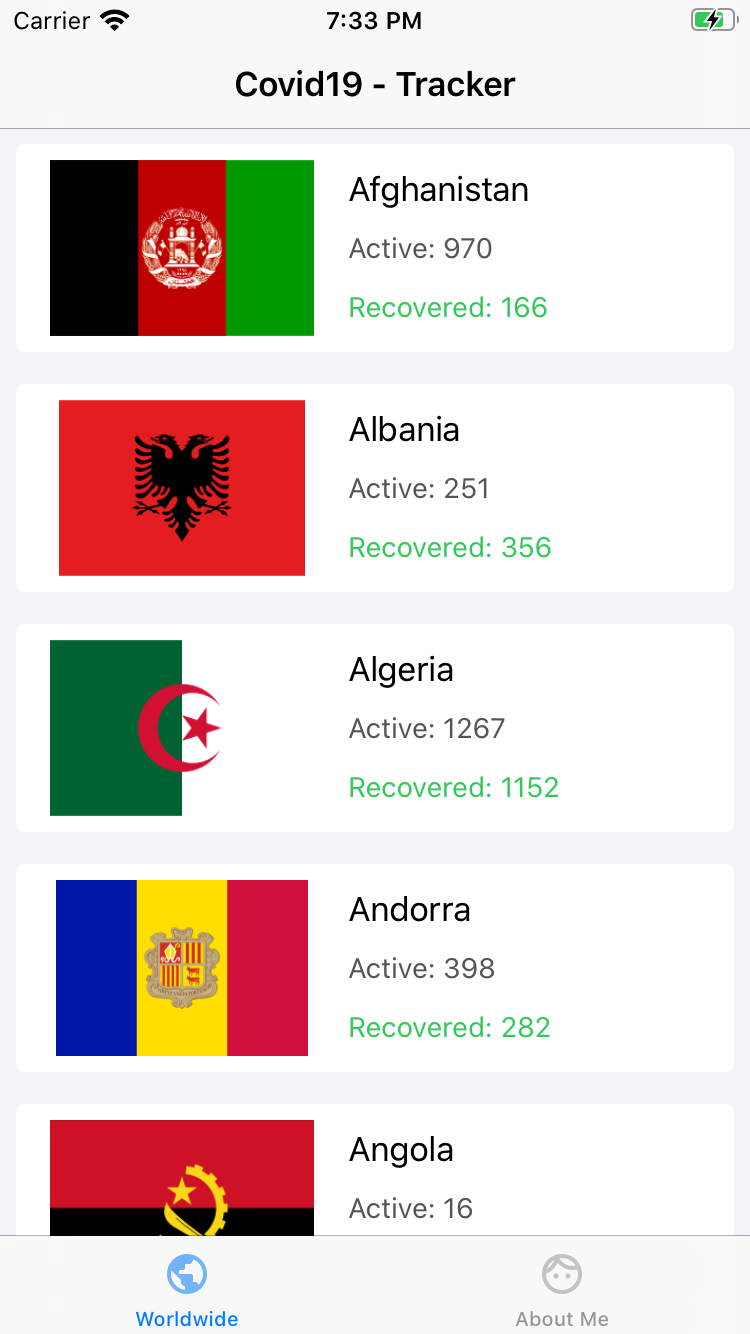 Carrier 7:33 PM
Covid19 - Tracker
Afghanistan
Active: 970
Recovered: 166
Albania
Active: 251
Recovered: 356
Algeria
Active: 1267
Recovered: 1152
Andorra
Active: 398
Recovered: 282
Angola
Active: 16
Worldwide About Me